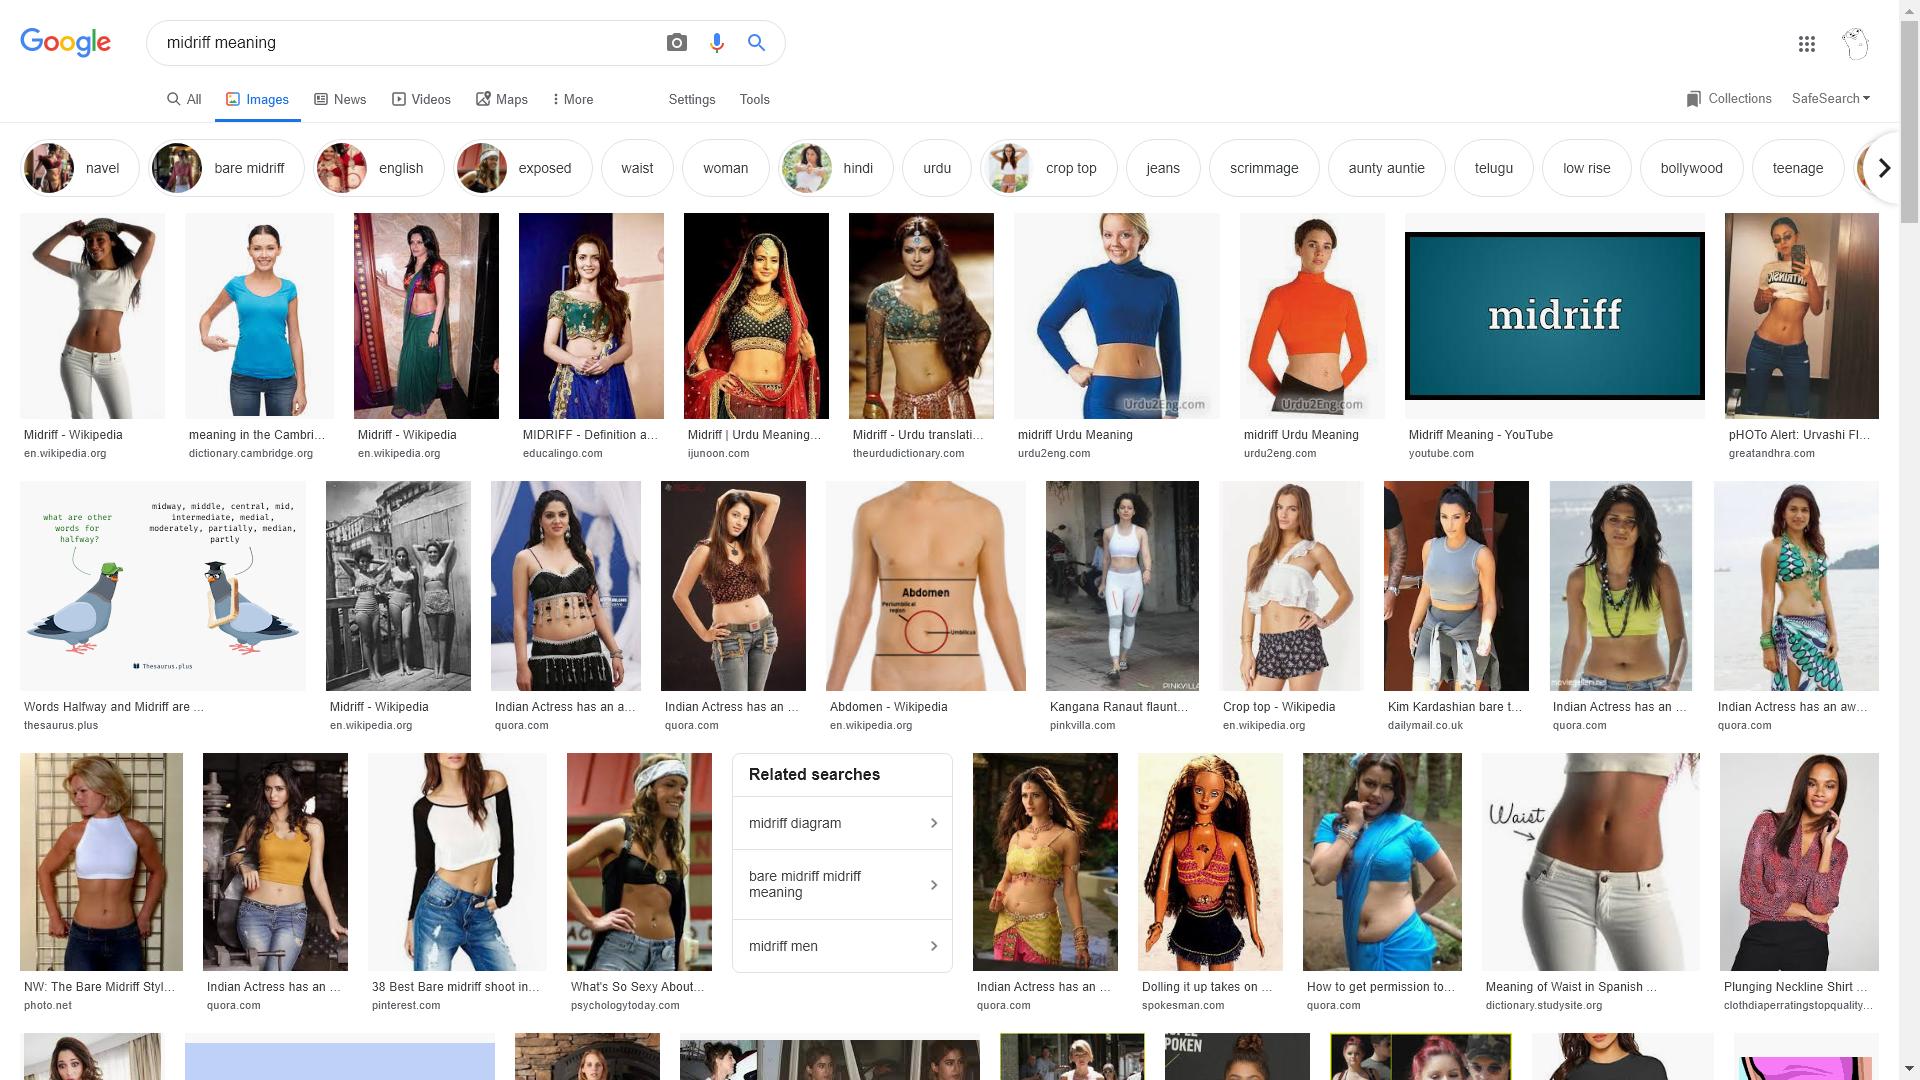 Google
midriff meaning
All
Images
News
Videos
Maps
More
Settings
Tools
Collections
SafeSearch
navel
bare midriff
english
exposed
waist
woman
hindi
urdu
crop top
jeans
scrimmage
aunty auntie
telugu
low rise
bollywood
teenage
Urdu2Eng.com
Urdu2Eng.com
midriff
Midriff - Wikipedia
en.wikipedia.org
meaning in the Cambri...
dictionary.cambridge.org
Midriff - Wikipedia
en.wikipedia.org
MIDRIFF - Definition a...
educalingo.com
Midriff | Urdu Meaning...
ijunoon.com
Midriff - Urdu translati...
theurdudictionary.com
midriff Urdu Meaning
urdu2eng.com
midriff Urdu Meaning
urdu2eng.com
Midriff Meaning - YouTube
youtube.com
pHOTo Alert: Urvashi Fl...
greatandhra.com
what are other
words for
halfway?
midway, middle, central, mid,
intermediate, medial,
moderately, partially, median,
partly
Thesaurus.plus
Abdomen
Periumbilical
region
Umbilicus
PINKVILLA
Words Halfway and Midriff are ...
thesaurus.plus
Midriff - Wikipedia
en.wikipedia.org
Indian Actress has an a...
quora.com
Indian Actress has an ...
quora.com
Abdomen - Wikipedia
en.wikipedia.org
Kangana Ranaut flaunt...
pinkvilla.com
Crop top - Wikipedia
en.wikipedia.org
Kim Kardashian bare t...
dailymail.co.uk
Indian Actress has an ...
quora.com
Indian Actress has an aw...
quora.com
Related searches
midriff diagram
bare midriff midriff
meaning
midriff men
Waist
NW: The Bare Midriff Styl...
photo.net
Indian Actress has an ...
quora.com
38 Best Bare midriff shoot in...
pinterest.com
What's So Sexy About...
psychologytoday.com
Indian Actress has an ...
quora.com
Dolling it up takes on ...
spokesman.com
How to get permission to...
quora.com
Meaning of Waist in Spanish ...
dictionary.studysite.org
Plunging Neckline Shirt ...
clothdiaperratingstopquality...
POKEN